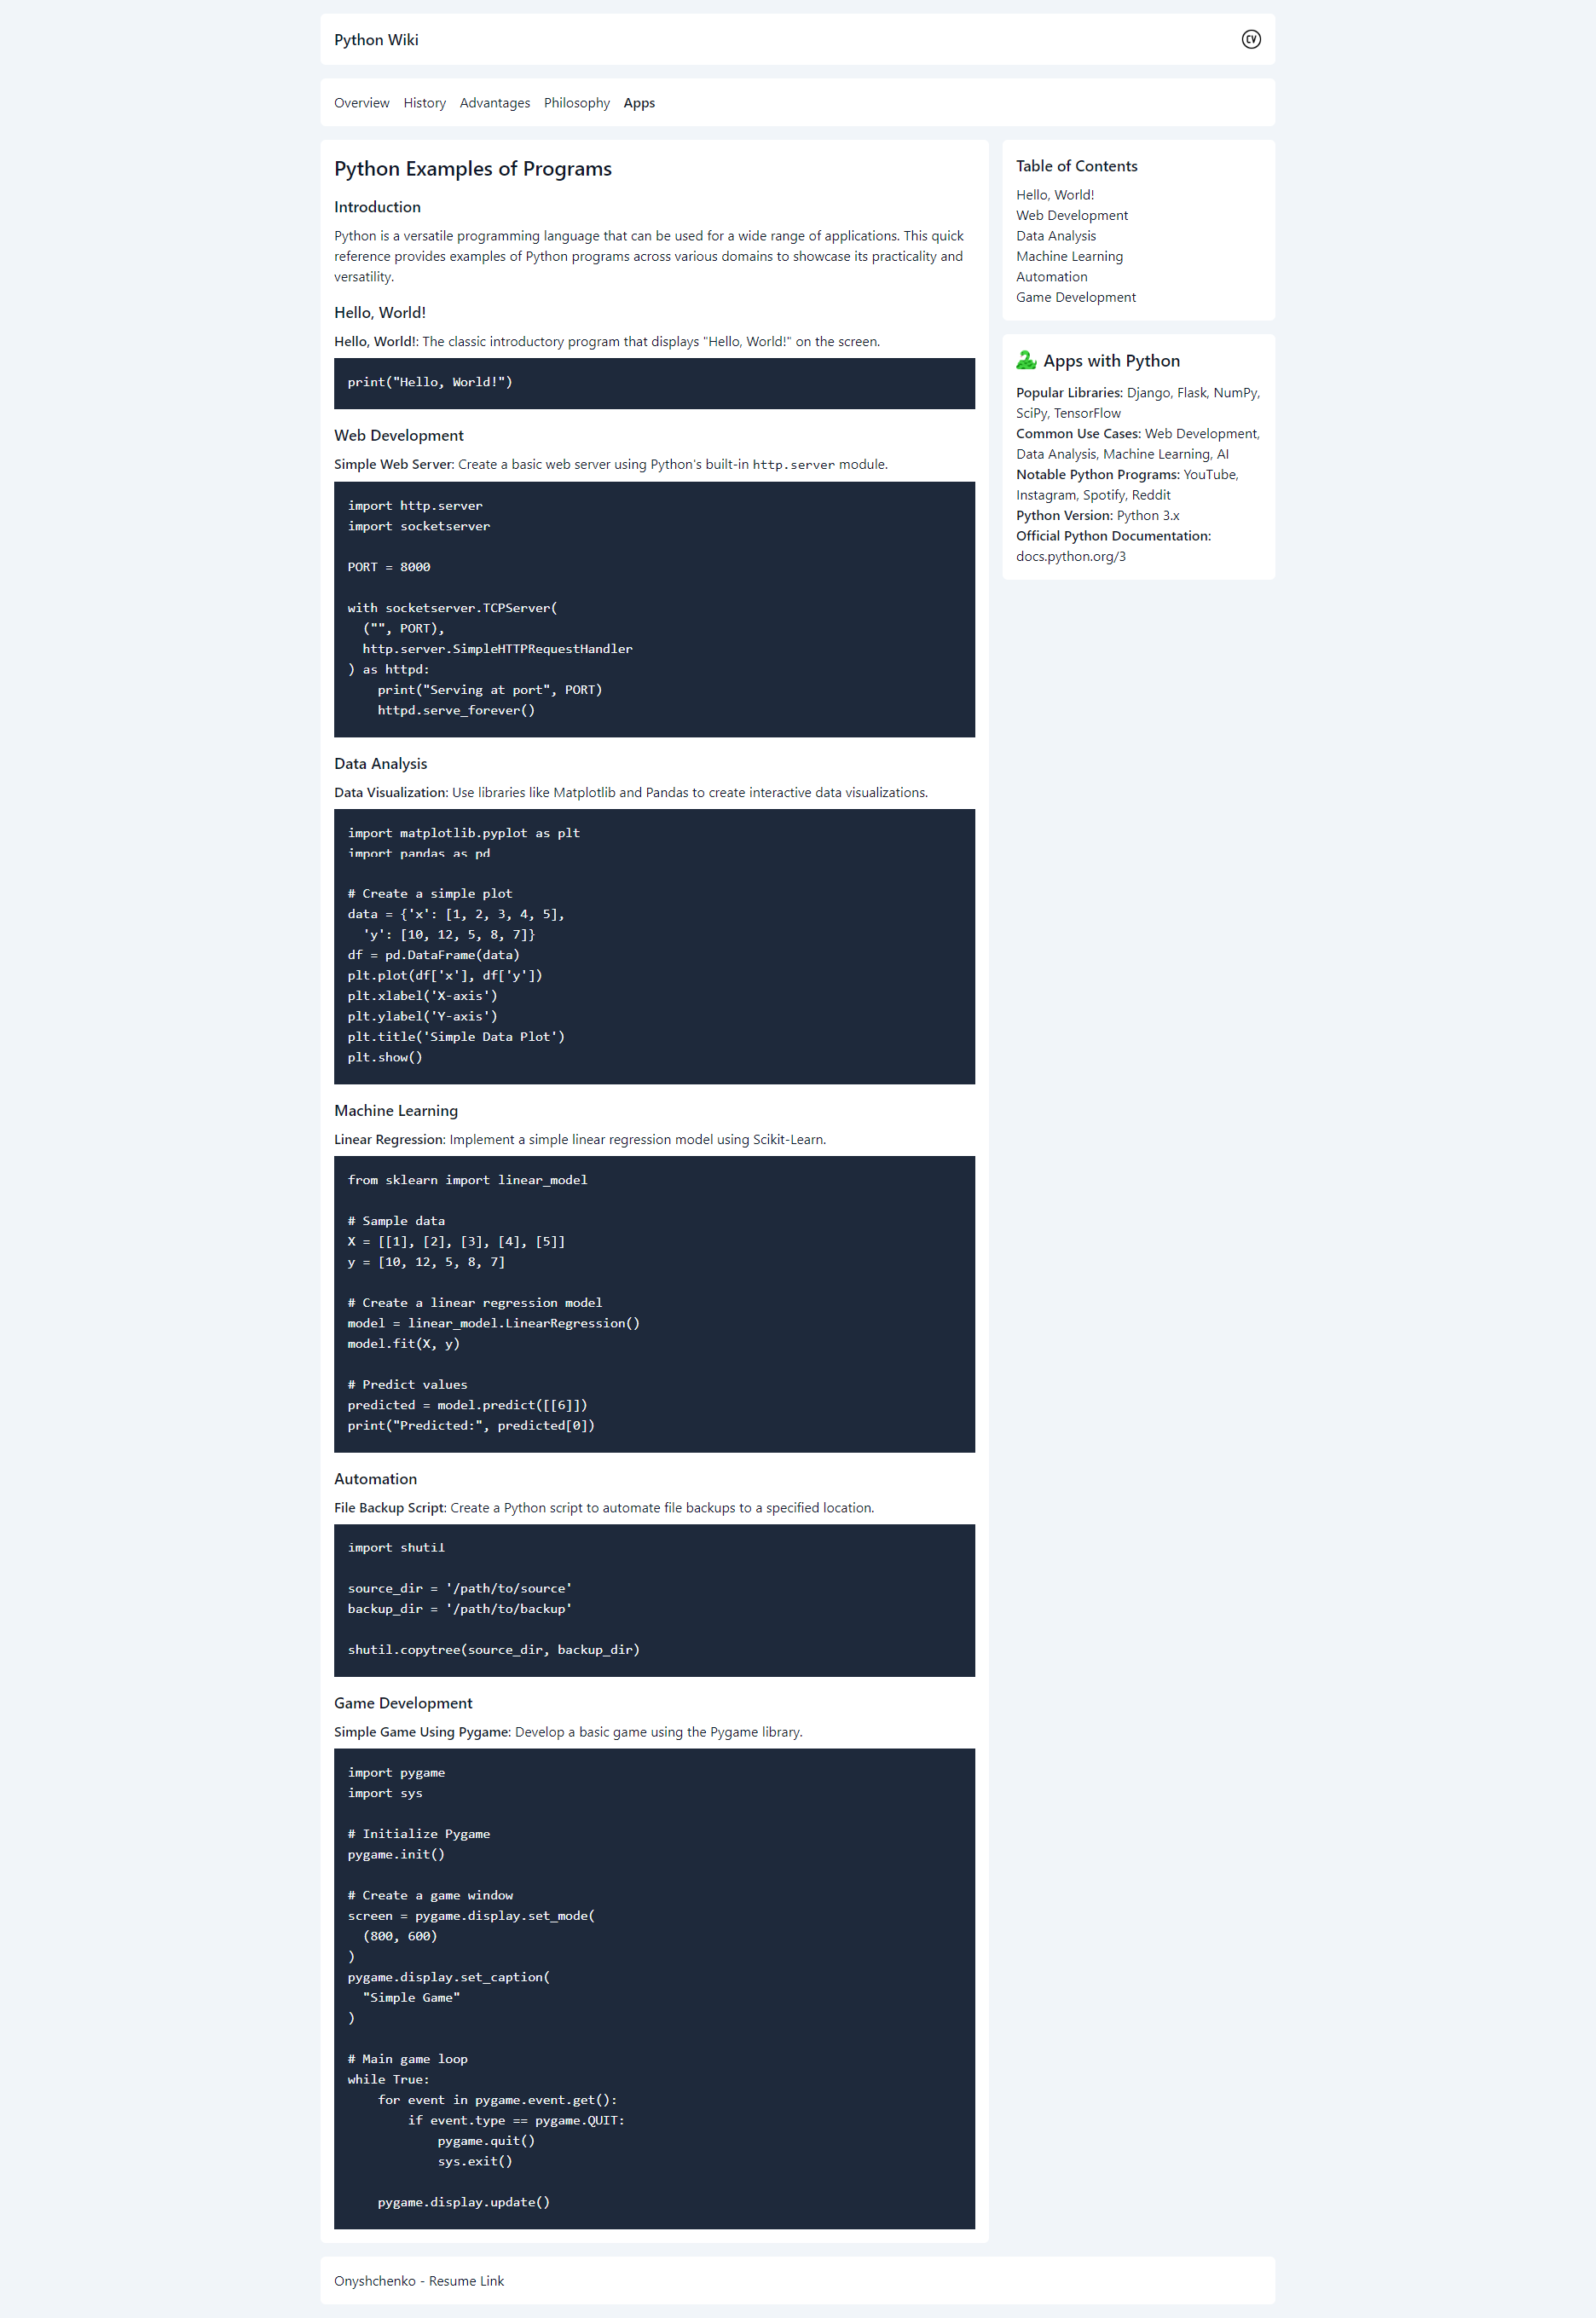 Python Wiki
CV
Overview History Advantages Philosophy Apps
Python Examples of Programs
Introduction
Python is a versatile programming language that can be used for a wide range of applications. This quick
reference provides examples of Python programs across various domains to showcase its practicality and
versatility.
Hello, World!
Hello, World!: The classic introductory program that displays "Hello, World!" on the screen.
print("Hello, World!")
Web Development
Simple Web Server: Create a basic web server using Python's built-in http.server module.
import http.server
import socketserver
PORT = 8000
with socketserver.TCPServer(
("", PORT),
http.server.SimpleHTTPRequestHandler
) as httpd:
print("Serving at port", PORT)
httpd.serve_forever()
Data Analysis
Data Visualization: Use libraries like Matplotlib and Pandas to create interactive data visualizations.
import matplotlib.pyplot as plt
import pandas as pd
# Create a simple plot
data = {'x': [1, 2, 3, 4, 5],
'y': [10, 12, 5, 8, 7]}
df = pd.DataFrame(data)
plt.plot(df['x'], df['y'])
plt.xlabel('X-axis')
plt.ylabel('Y-axis')
plt.title('Simple Data Plot')
plt.show()
Machine Learning
Linear Regression: Implement a simple linear regression model using Scikit-Learn.
from sklearn import linear_model
# Sample data
X = [[1], [2], [3], [4], [5]]
y = [10, 12, 5, 8, 7]
# Create a linear regression model
model = linear_model.LinearRegression()
model.fit(X, y)
# Predict values
predicted = model.predict([[6]])
print("Predicted:", predicted[0])
Automation
File Backup Script: Create a Python script to automate file backups to a specified location.
import shutil
source_dir = '/path/to/source'
backup_dir = '/path/to/backup'
shutil.copytree(source_dir, backup_dir)
Game Development
Simple Game Using Pygame: Develop a basic game using the Pygame library.
import pygame
import sys
# Initialize Pygame
pygame.init()
# Create a game window
screen = pygame.display.set_mode(
(800, 600)
)
pygame.display.set_caption(
"Simple Game"
)
# Main game loop
while True:
for event in pygame.event.get():
if event.type == pygame.QUIT:
pygame.quit()
sys.exit()
pygame.display.update()
Table of Contents
Hello, World!
Web Development
Data Analysis
Machine Learning
Automation
Game Development
Apps with Python
Popular Libraries: Django, Flask, NumPy,
SciPy, TensorFlow
Common Use Cases: Web Development,
Data Analysis, Machine Learning, AI
Notable Python Programs: YouTube,
Instagram, Spotify, Reddit
Python Version: Python 3.x
Official Python Documentation:
docs.python.org/3
Onyshchenko - Resume Link